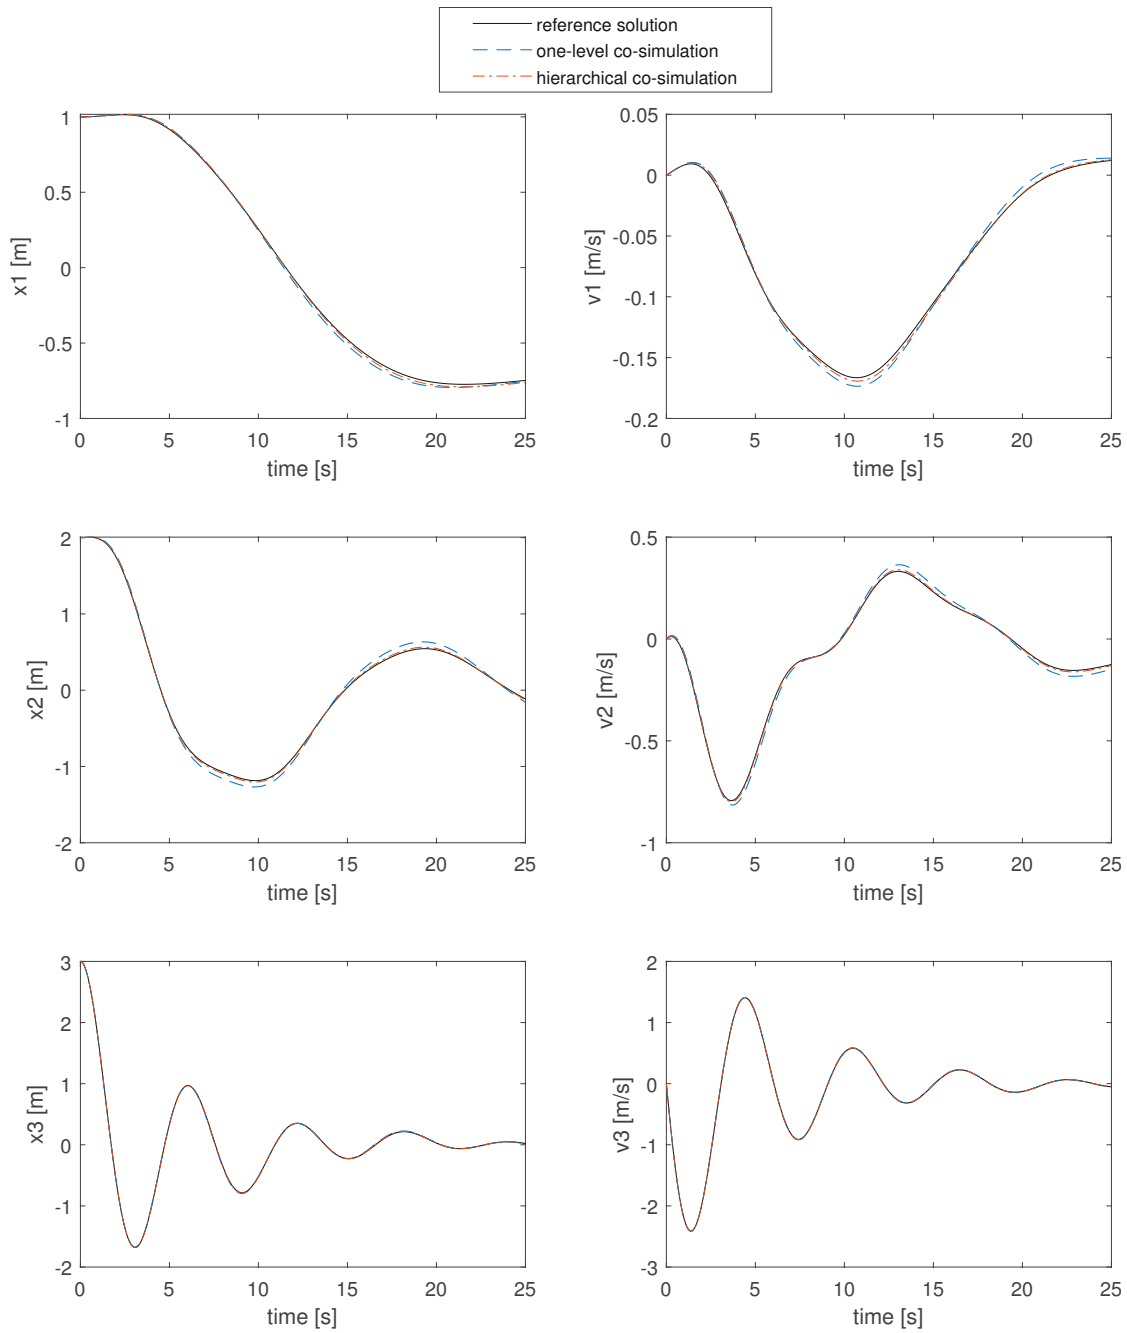 reference solution
one-level co-simulation
hierarchical co-simulation
1
0.5
0
-0.5
-1
x1 [m]
0 5 10 15 20 25
time [s]
0.05
0
-0.05
-0.1
-0.15
-0.2
v1 [m/s]
0 5 10 15 20 25
time [s]
2
1
0
-1
-2
x2 [m]
0 5 10 15 20 25
time [s]
0.5
0
-0.5
-1
v2 [m/s]
0 5 10 15 20 25
time [s]
3
2
1
0
-1
-2
x3 [m]
0 5 10 15 20 25
time [s]
2
1
0
-1
-2
-3
v3 [m/s]
0 5 10 15 20 25
time [s]